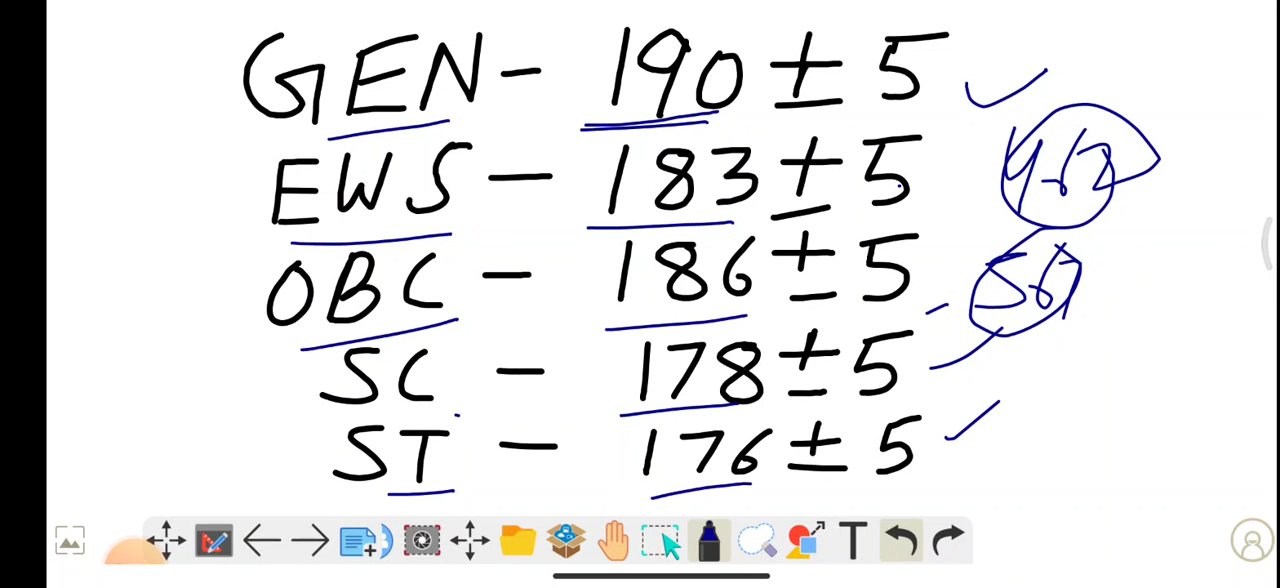 GEN - 190 ± 5
EWS - 183 ± 5
OBC - 186 ± 5
SC - 178 ± 5
ST - 176 ± 5
T